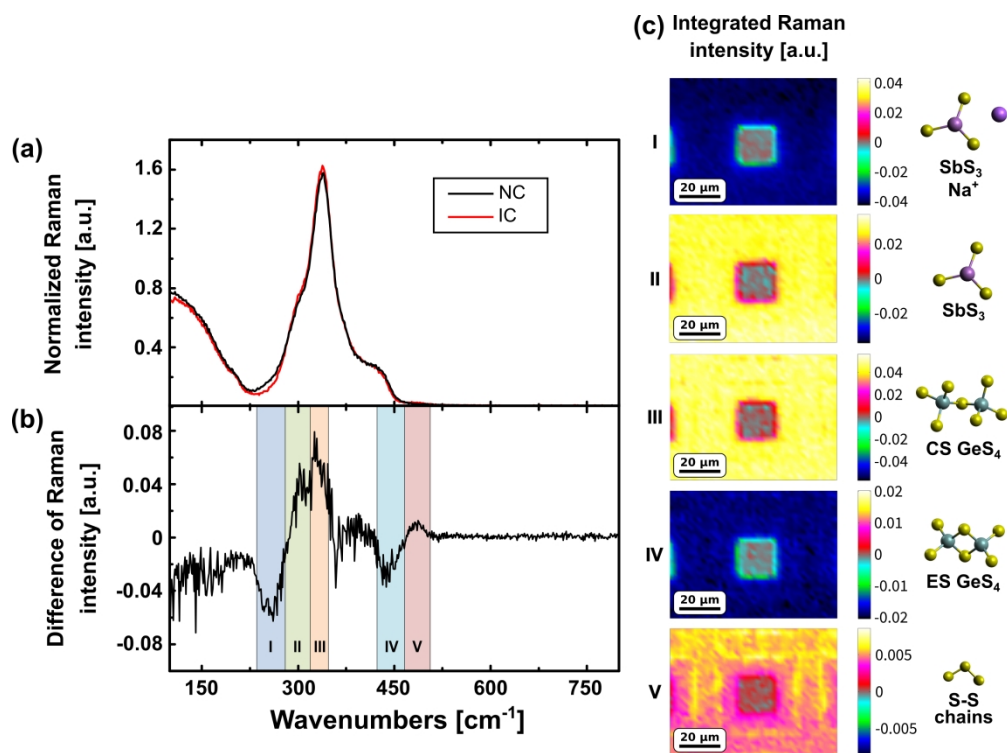 (a)
Normalized Raman
intensity [a.u.]
1.6
1.2
0.8
0.4
NC
IC
(b)
Difference of Raman
intensity [a.u.]
0.08
0.04
0
-0.04
-0.08
I
II
III
IV
V
150
300
450
600
750
Wavenumbers [cm-1]
(c)
Integrated Raman
intensity [a.u.]
I
20 μm
0.04
0.02
0
-0.02
-0.04
SbS3
Na+
II
20 μm
0.02
0
-0.02
SbS3
III
20 μm
0.04
0.02
0
-0.02
-0.04
CS GeS4
IV
20 μm
0.02
0.01
0
-0.01
-0.02
ES GeS4
V
20 μm
0.005
0
-0.005
S-S
chains